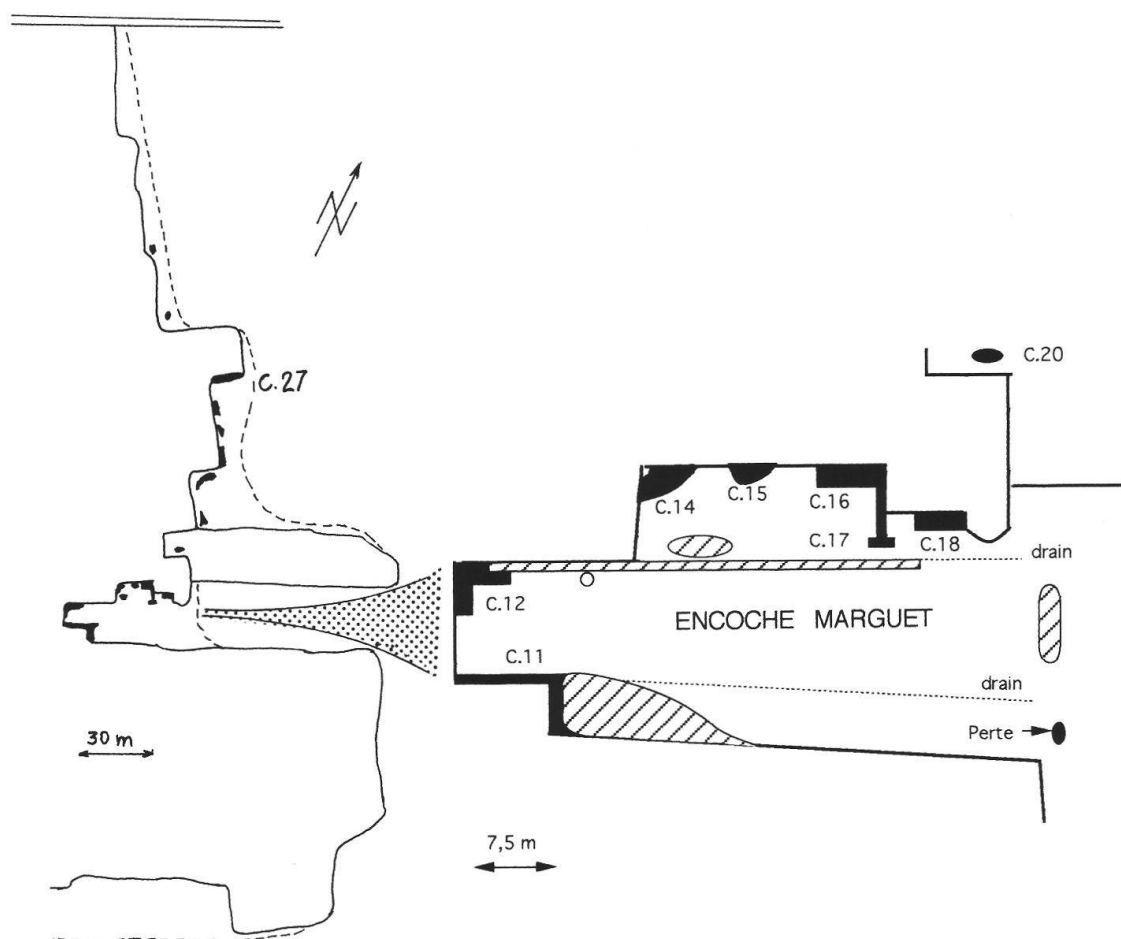 N
C.20
C.27
C.14
C.15
C.16
C.17
C.18
drain
C.12
ENCOCHE MARGUET
C.11
drain
Perte
30 m
7,5 m